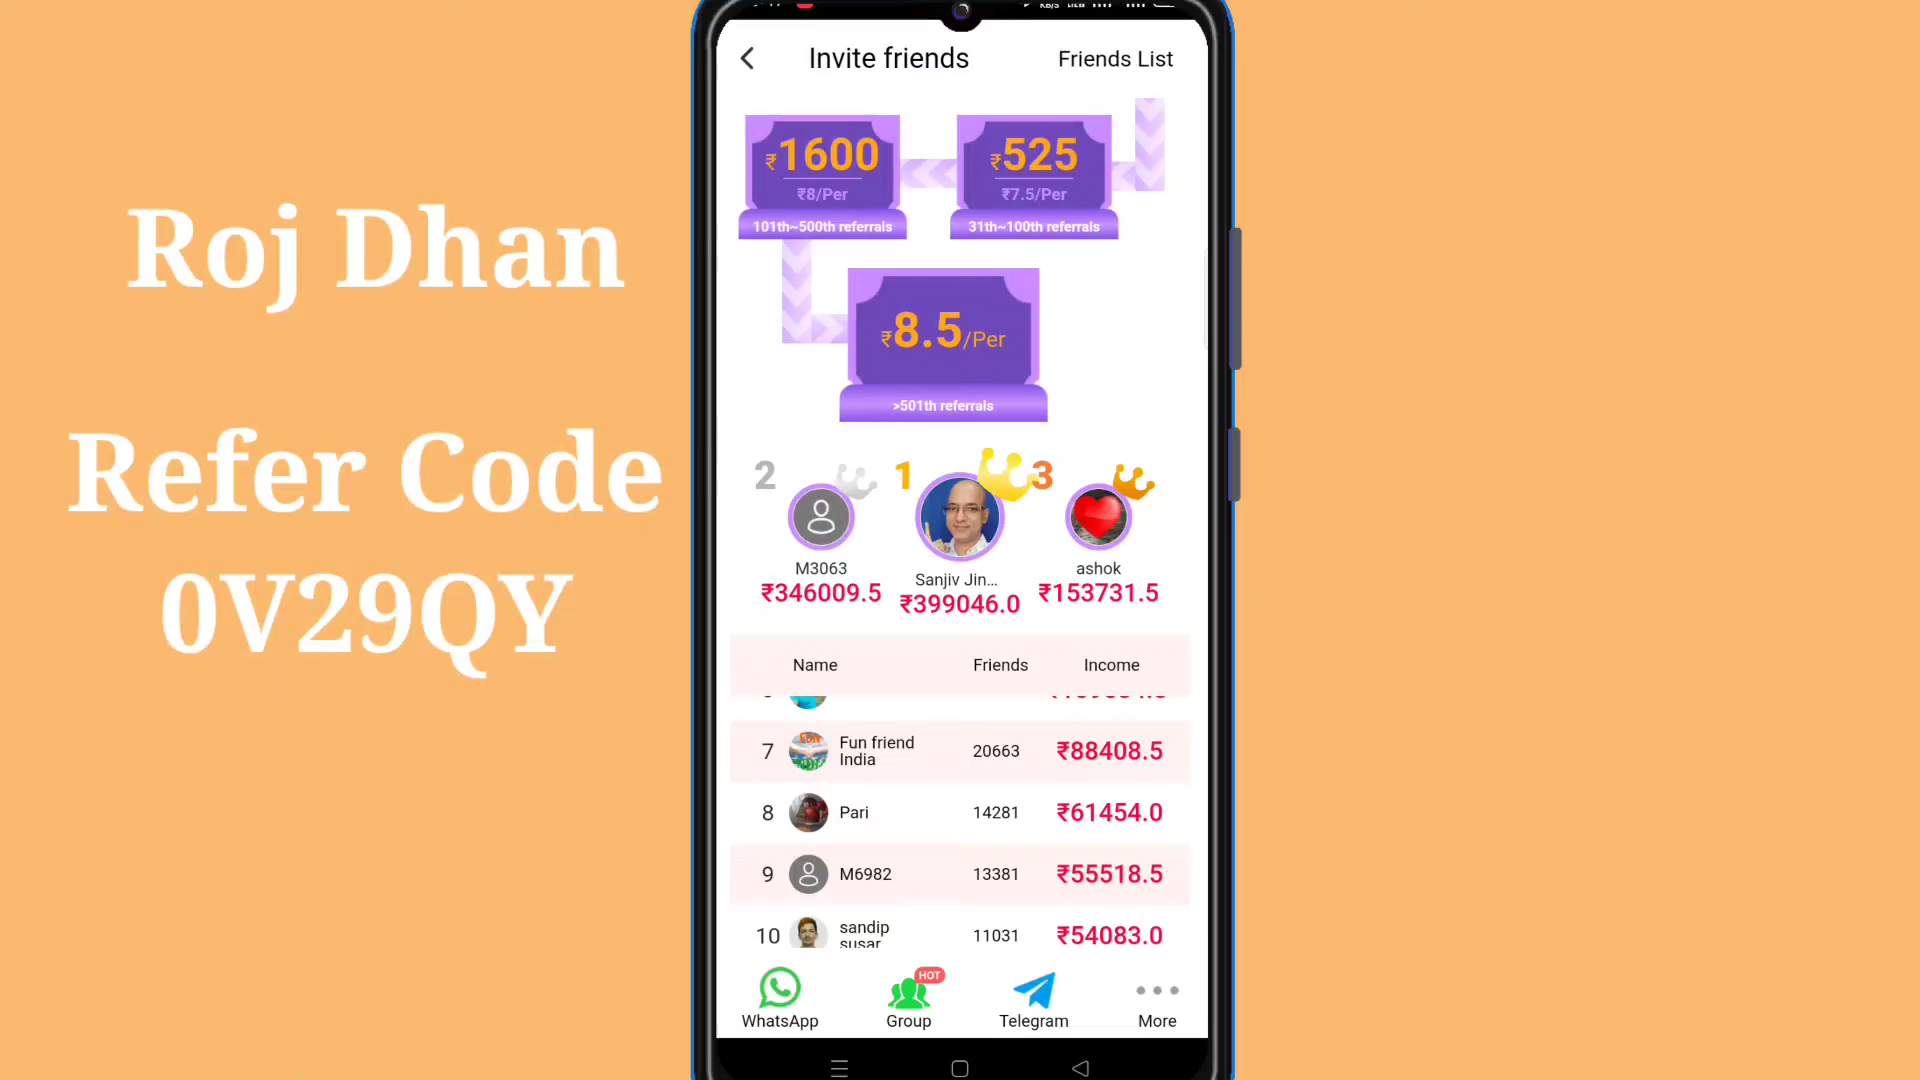 Invite friends
Friends List
₹1600
₹8/Per
101th~500th referrals
₹525
₹7.5/Per
31th~100th referrals
₹8.5/Per
>501th referrals
Roj Dhan
Refer Code
0V29QY
2
1
3
M3063
₹346009.5
Sanjiv Jin...
₹399046.0
ashok
₹153731.5
Name Friends Income
7 Fun friend India 20663 ₹88408.5
8 Pari 14281 ₹61454.0
9 M6982 13381 ₹55518.5
10 sandip susar 11031 ₹54083.0
HOT
WhatsApp Group Telegram More